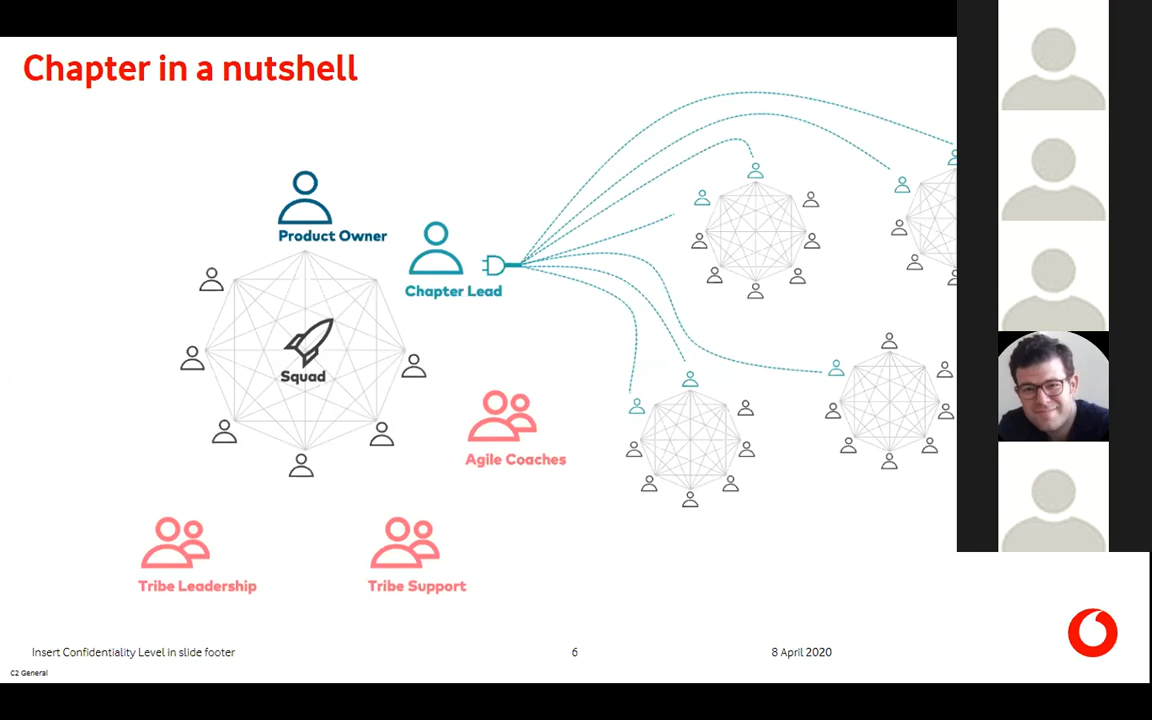 Chapter in a nutshell
Product Owner
Chapter Lead
Squad
Agile Coaches
Tribe Leadership
Tribe Support
Insert Confidentiality Level in slide footer
6
8 April 2020
C2 General